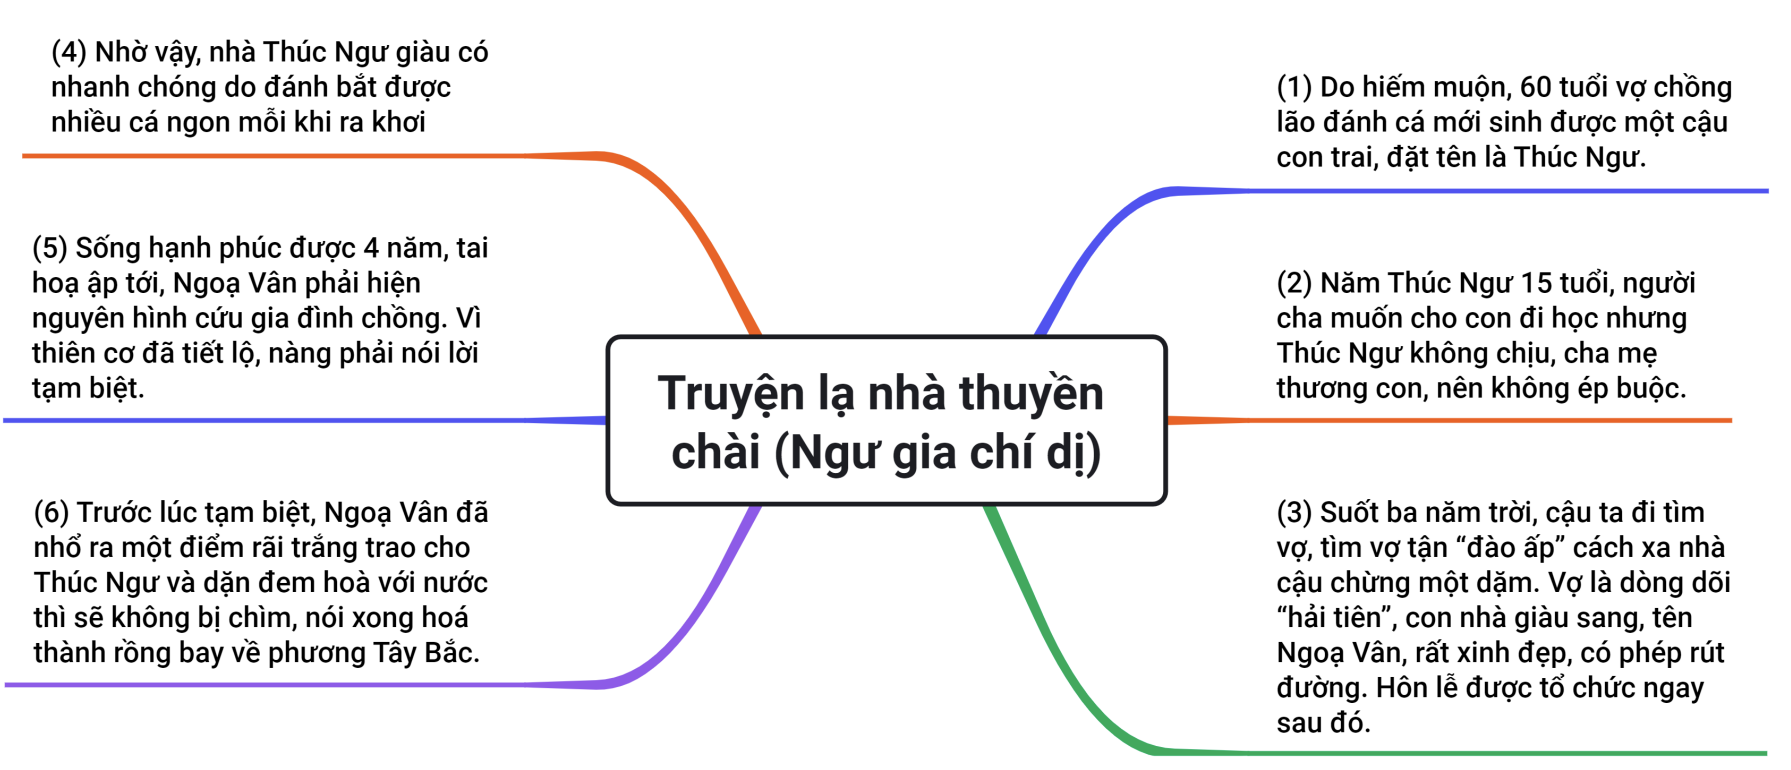 Truyện lạ nhà thuyền
chài (Ngư gia chí dị)
(1) Do hiếm muộn, 60 tuổi vợ chồng
lão đánh cá mới sinh được một cậu
con trai, đặt tên là Thúc Ngư.
(2) Năm Thúc Ngư 15 tuổi, người
cha muốn cho con đi học nhưng
Thúc Ngư không chịu, cha mẹ
thương con, nên không ép buộc.
(3) Suốt ba năm trời, cậu ta đi tìm
vợ, tìm vợ tận “đào ấp” cách xa nhà
cậu chừng một dặm. Vợ là dòng dõi
“hải tiên”, con nhà giàu sang, tên
Ngoạ Vân, rất xinh đẹp, có phép rút
đường. Hôn lễ được tổ chức ngay
sau đó.
(4) Nhờ vậy, nhà Thúc Ngư giàu có
nhanh chóng do đánh bắt được
nhiều cá ngon mỗi khi ra khơi
(5) Sống hạnh phúc được 4 năm, tai
hoạ ập tới, Ngoạ Vân phải hiện
nguyên hình cứu gia đình chồng. Vì
thiên cơ đã tiết lộ, nàng phải nói lời
tạm biệt.
(6) Trước lúc tạm biệt, Ngoạ Vân đã
nhổ ra một điểm rãi trắng trao cho
Thúc Ngư và dặn đem hoà với nước
thì sẽ không bị chìm, nói xong hoá
thành rồng bay về phương Tây Bắc.